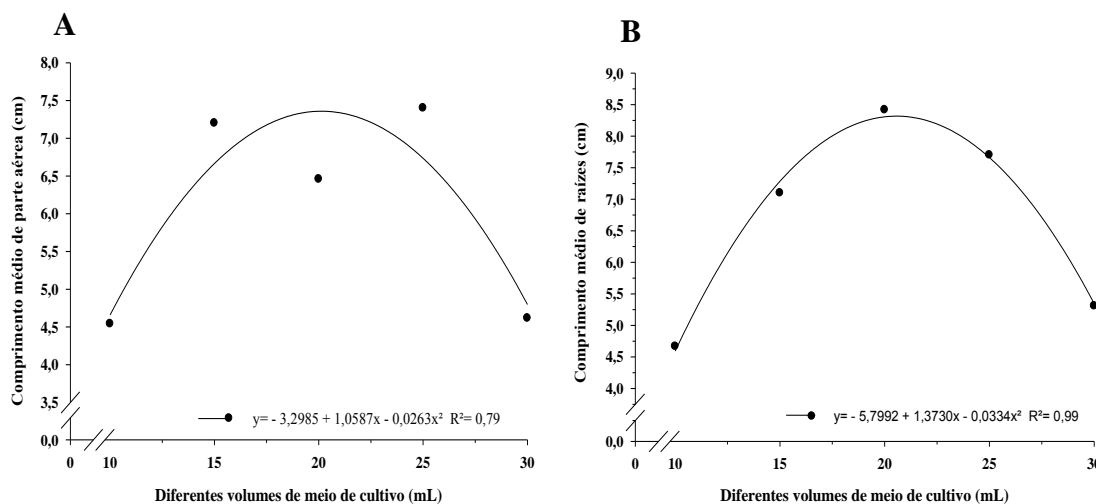 A
Comprimento médio de parte aérea (cm)
8,0
7,5
7,0
6,5
6,0
5,5
5,0
4,5
4,0
3,5
0,0
0 10 15 20 25 30
y= - 3,2985 + 1,0587x - 0,0263x² R²= 0,79
Diferentes volumes de meio de cultivo (mL)
B
Comprimento médio de raízes (cm)
9,0
8,5
8,0
7,5
7,0
6,5
6,0
5,5
5,0
4,5
4,0
0,0
0 10 15 20 25 30
y= - 5,7992 + 1,3730x - 0,0334x² R²= 0,99
Diferentes volumes de meio de cultivo (mL)